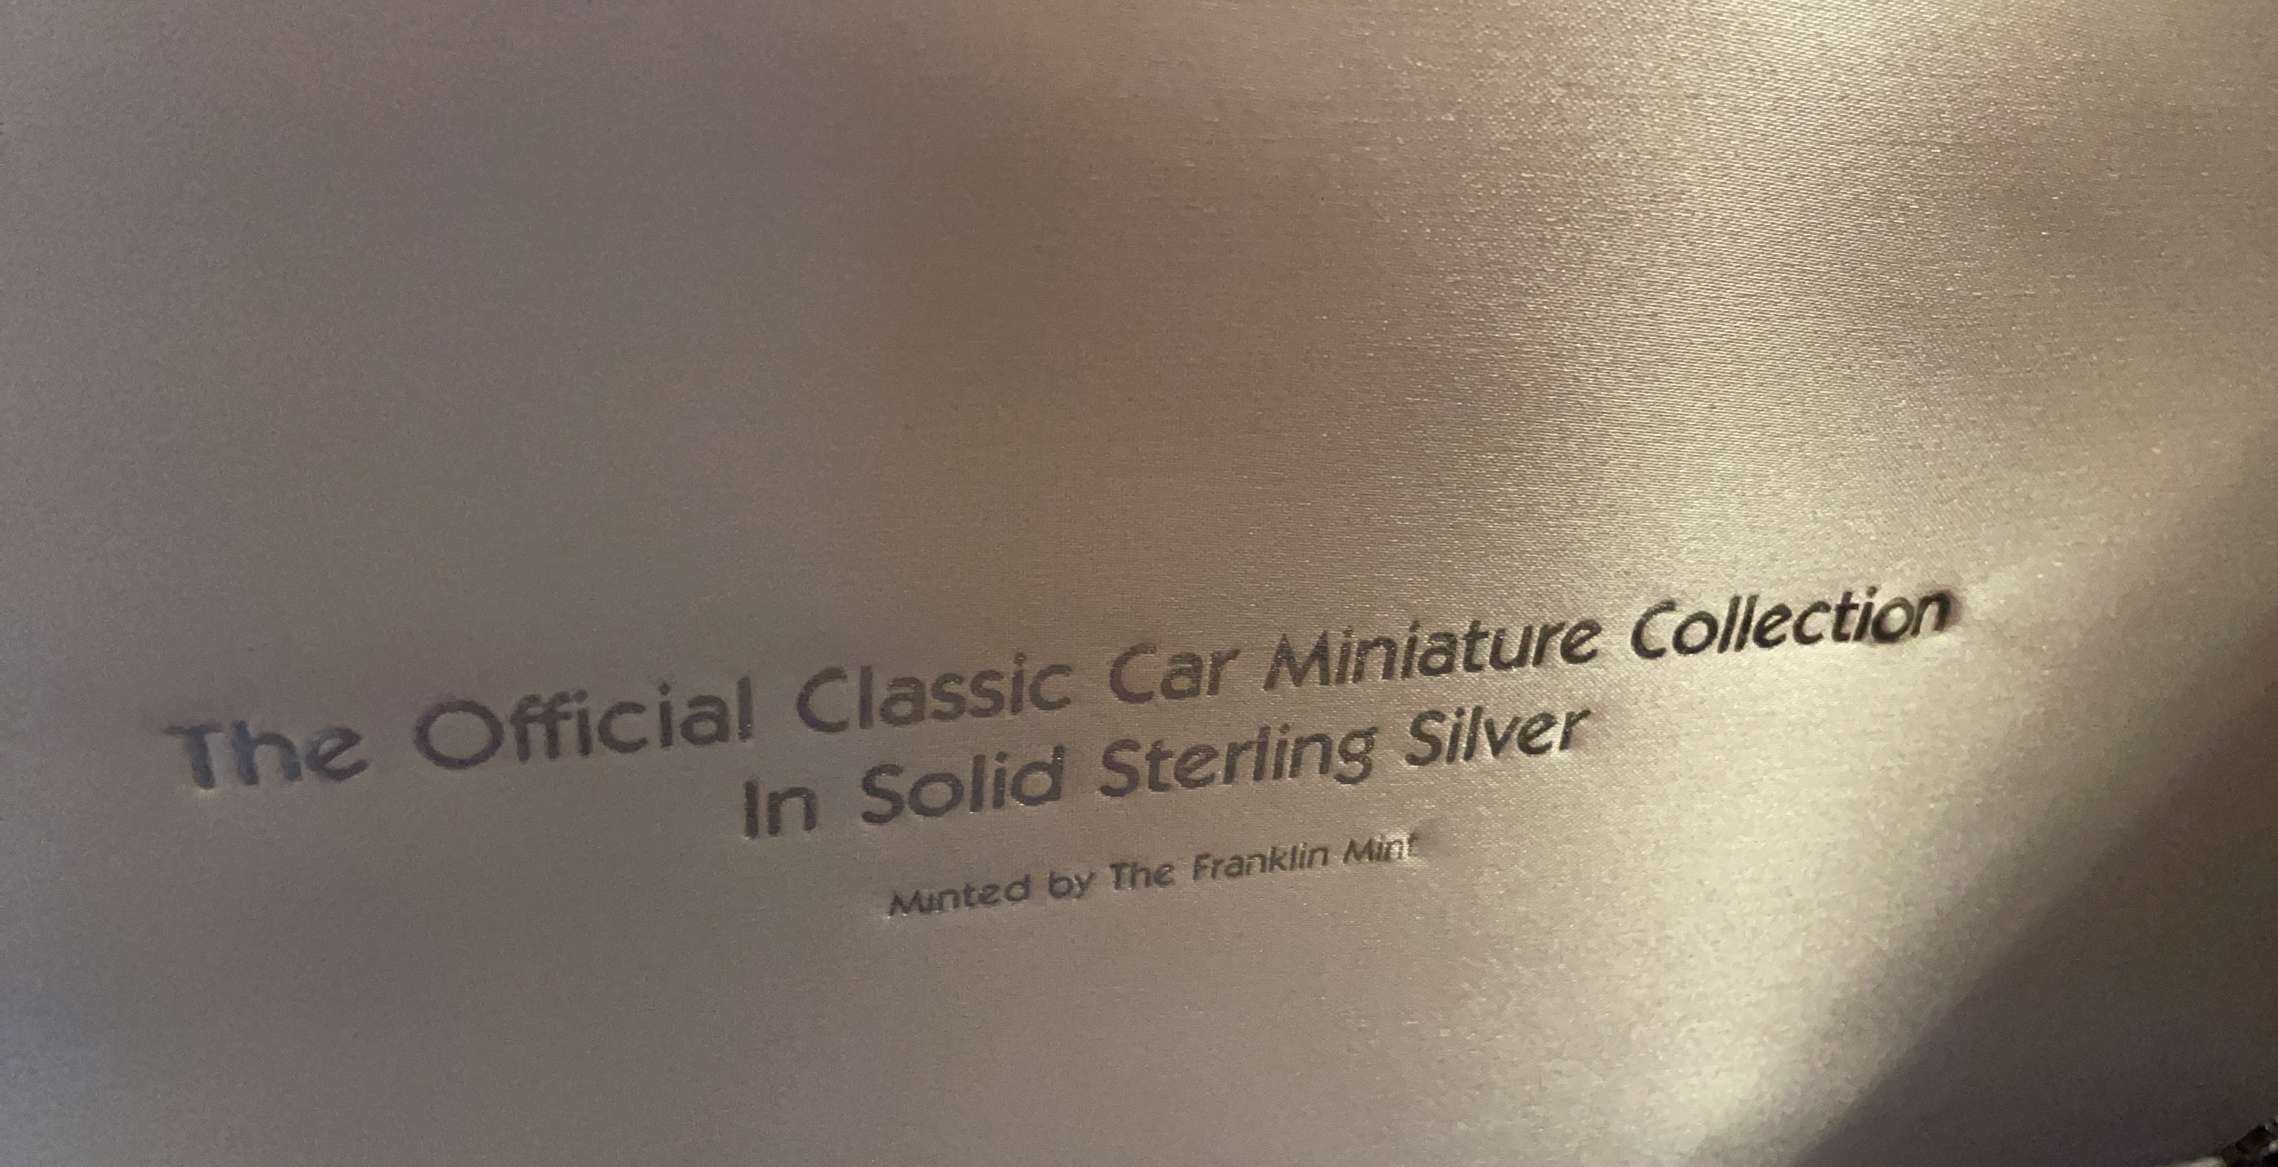 The Official Classic Car Miniature Collection
In Solid Sterling Silver
Minted by The Franklin Mint